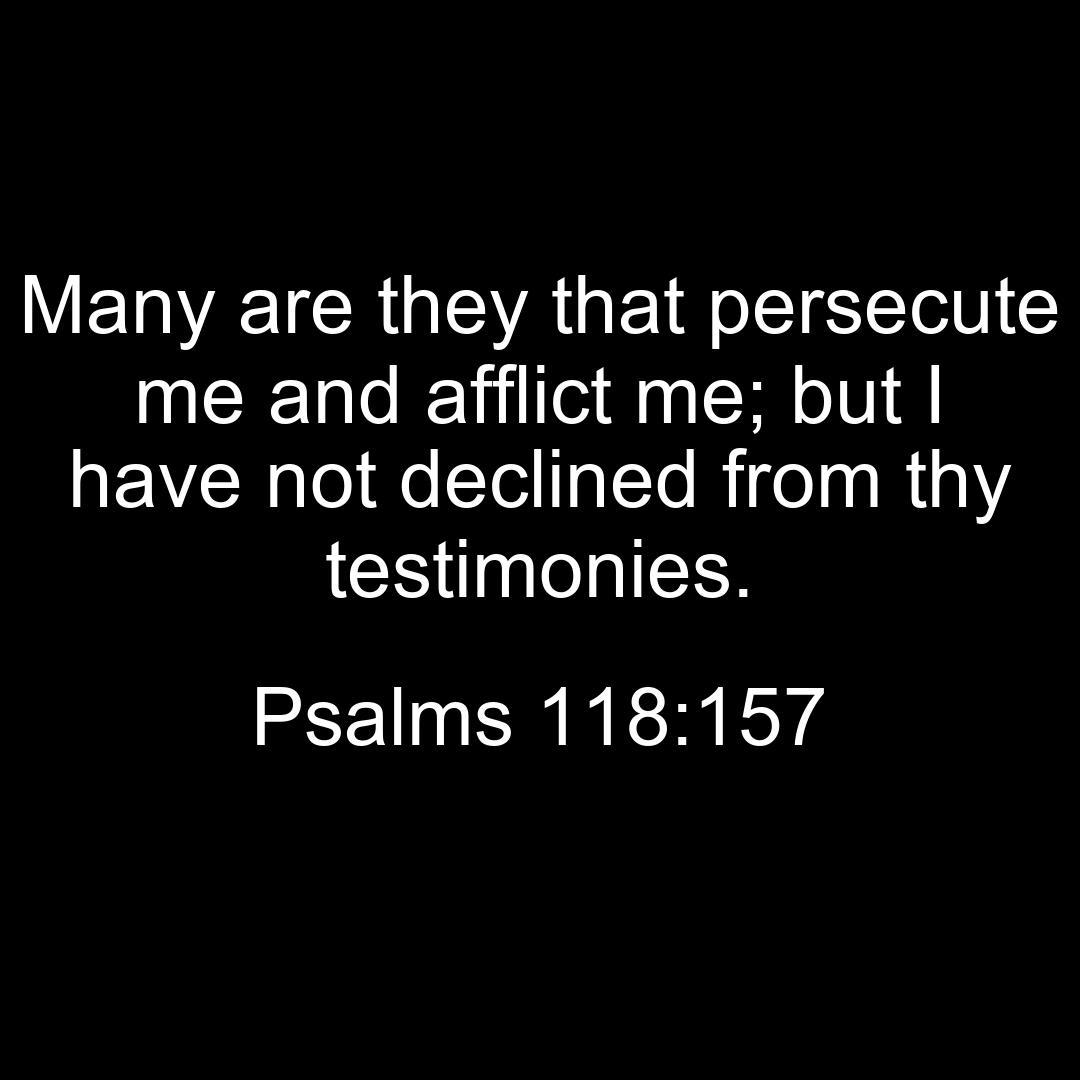 Many are they that persecute
me and afflict me; but I
have not declined from thy
testimonies.
Psalms 118:157